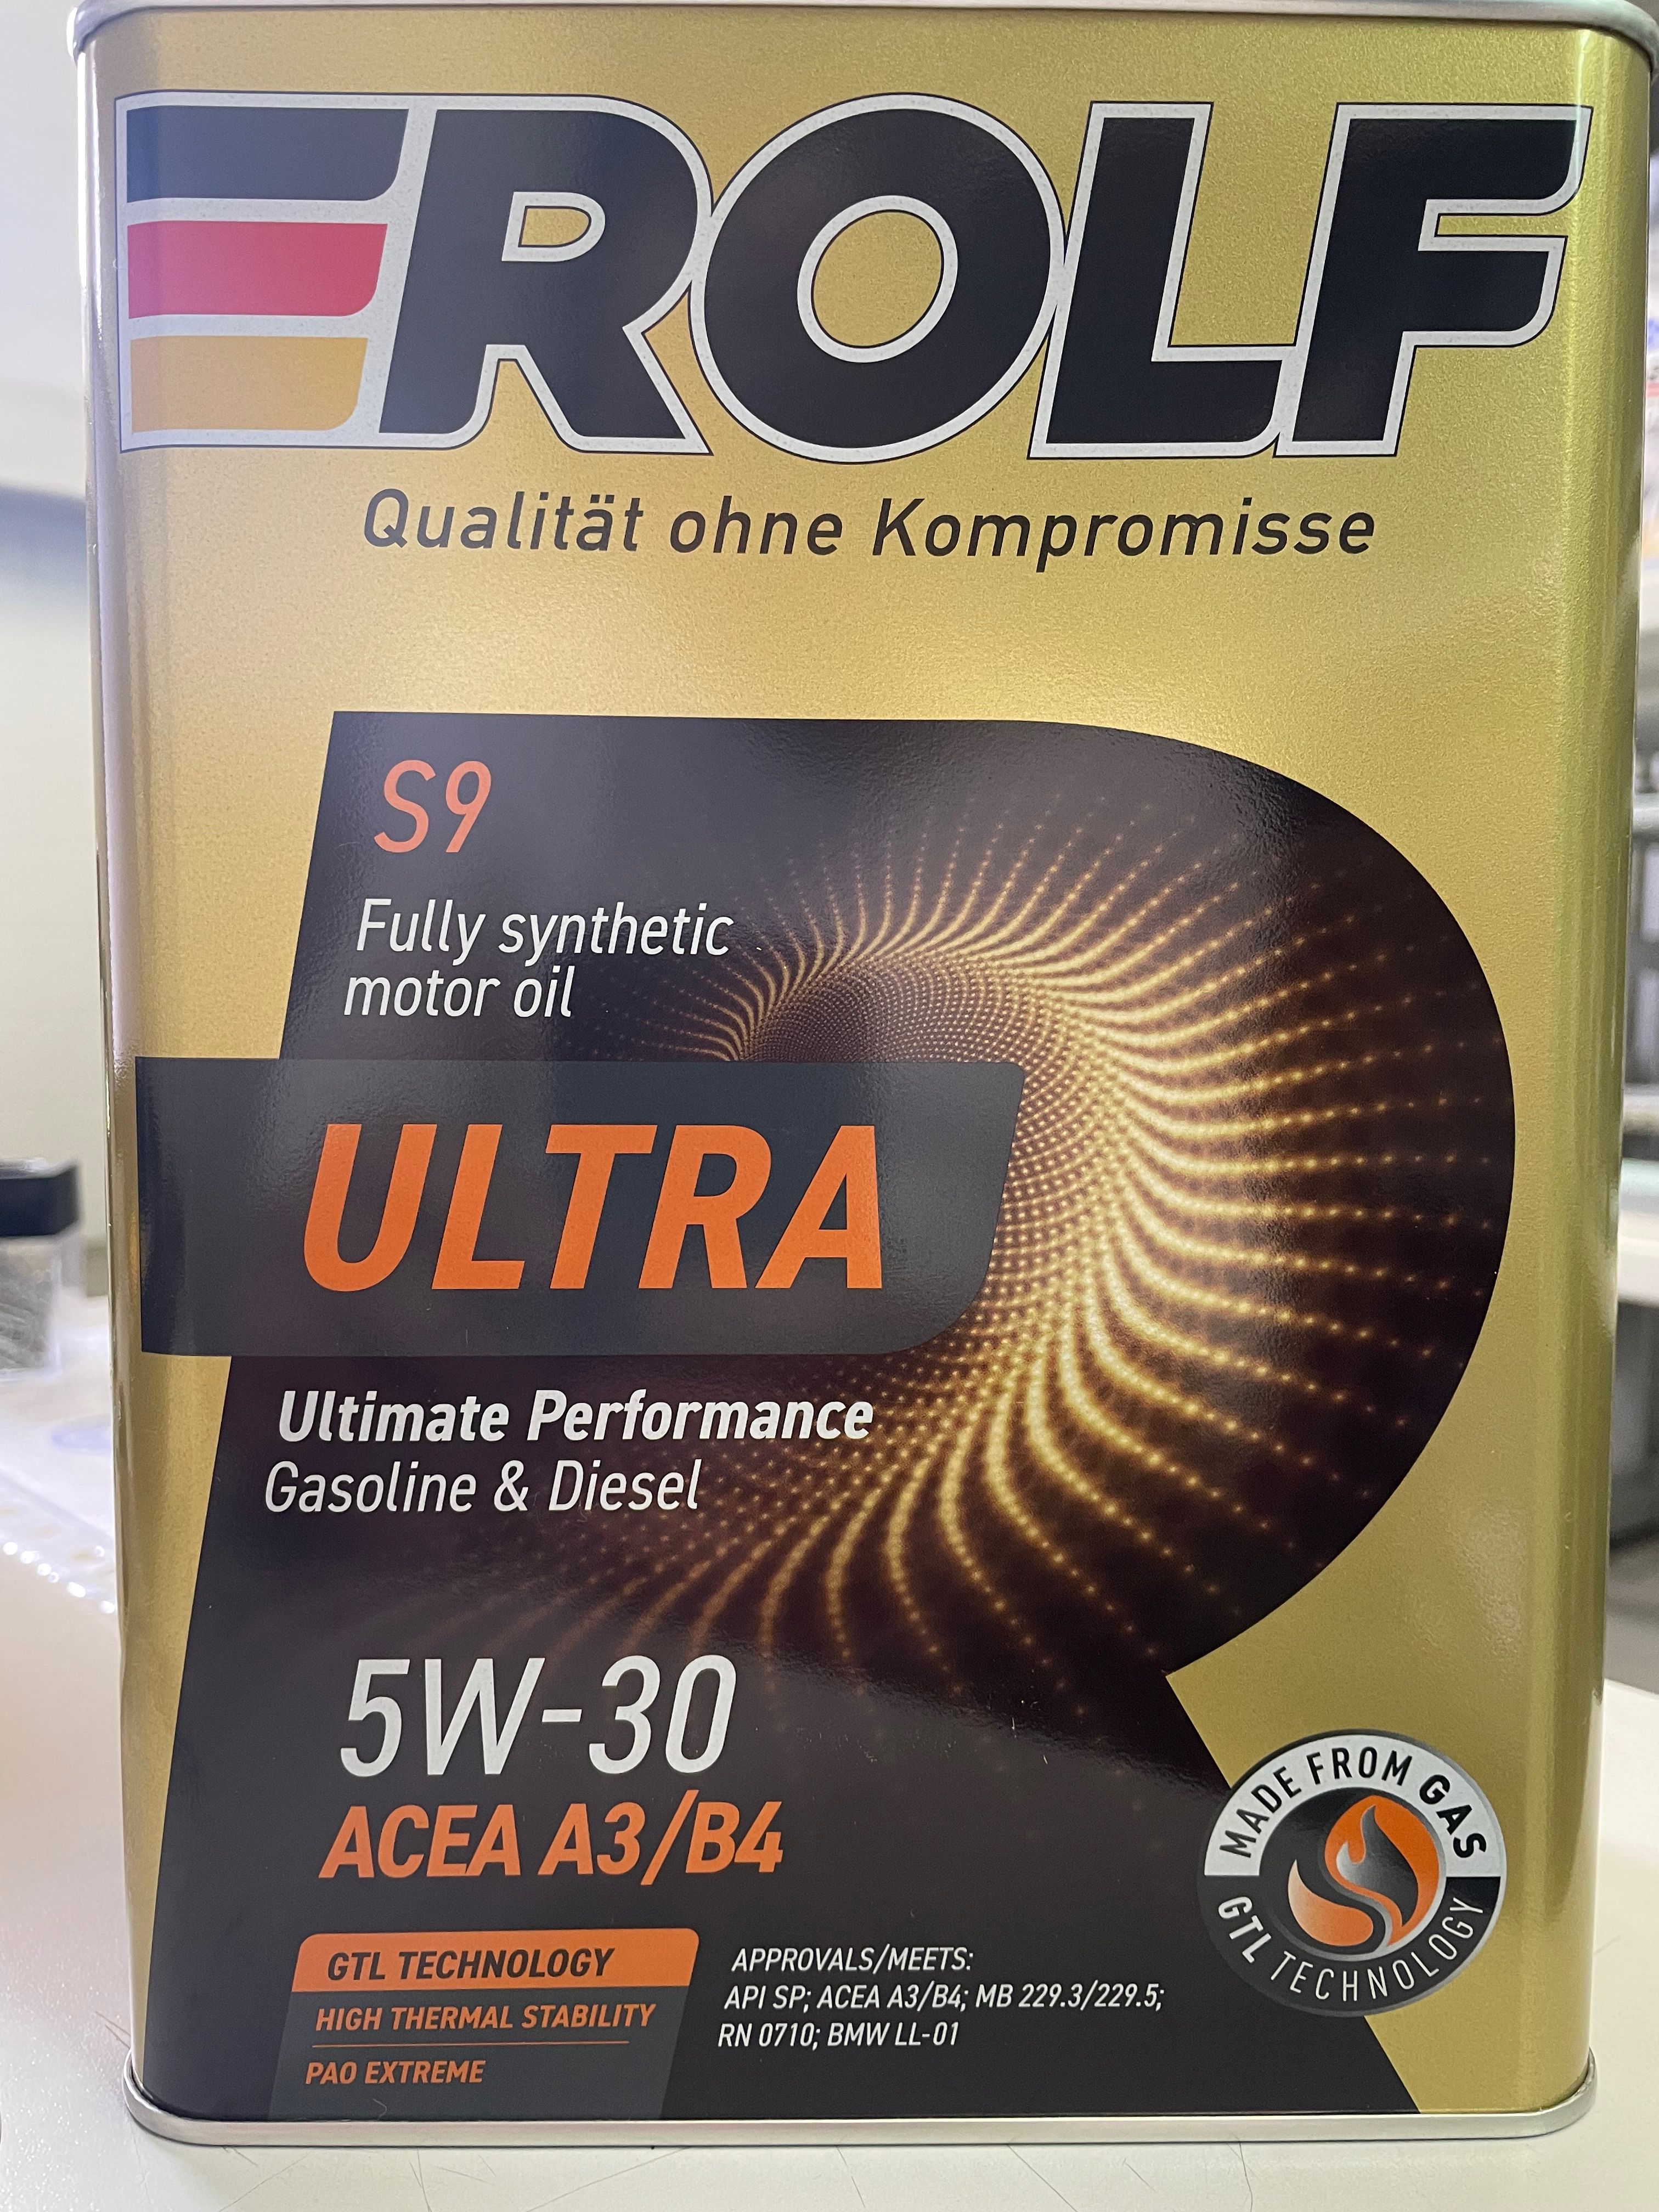 ROLF
Qualität ohne Kompromisse
S9
Fully synthetic
motor oil
ULTRA
Ultimate Performance
Gasoline & Diesel
5W-30
ACEA A3/B4
GTL TECHNOLOGY
HIGH THERMAL STABILITY
PAO EXTREME
APPROVALS/MEETS:
API SP; ACEA A3/B4; MB 229.3/229.5;
RN 0710; BMW LL-01
MADE FROM GAS
GTL TECHNOLOGY